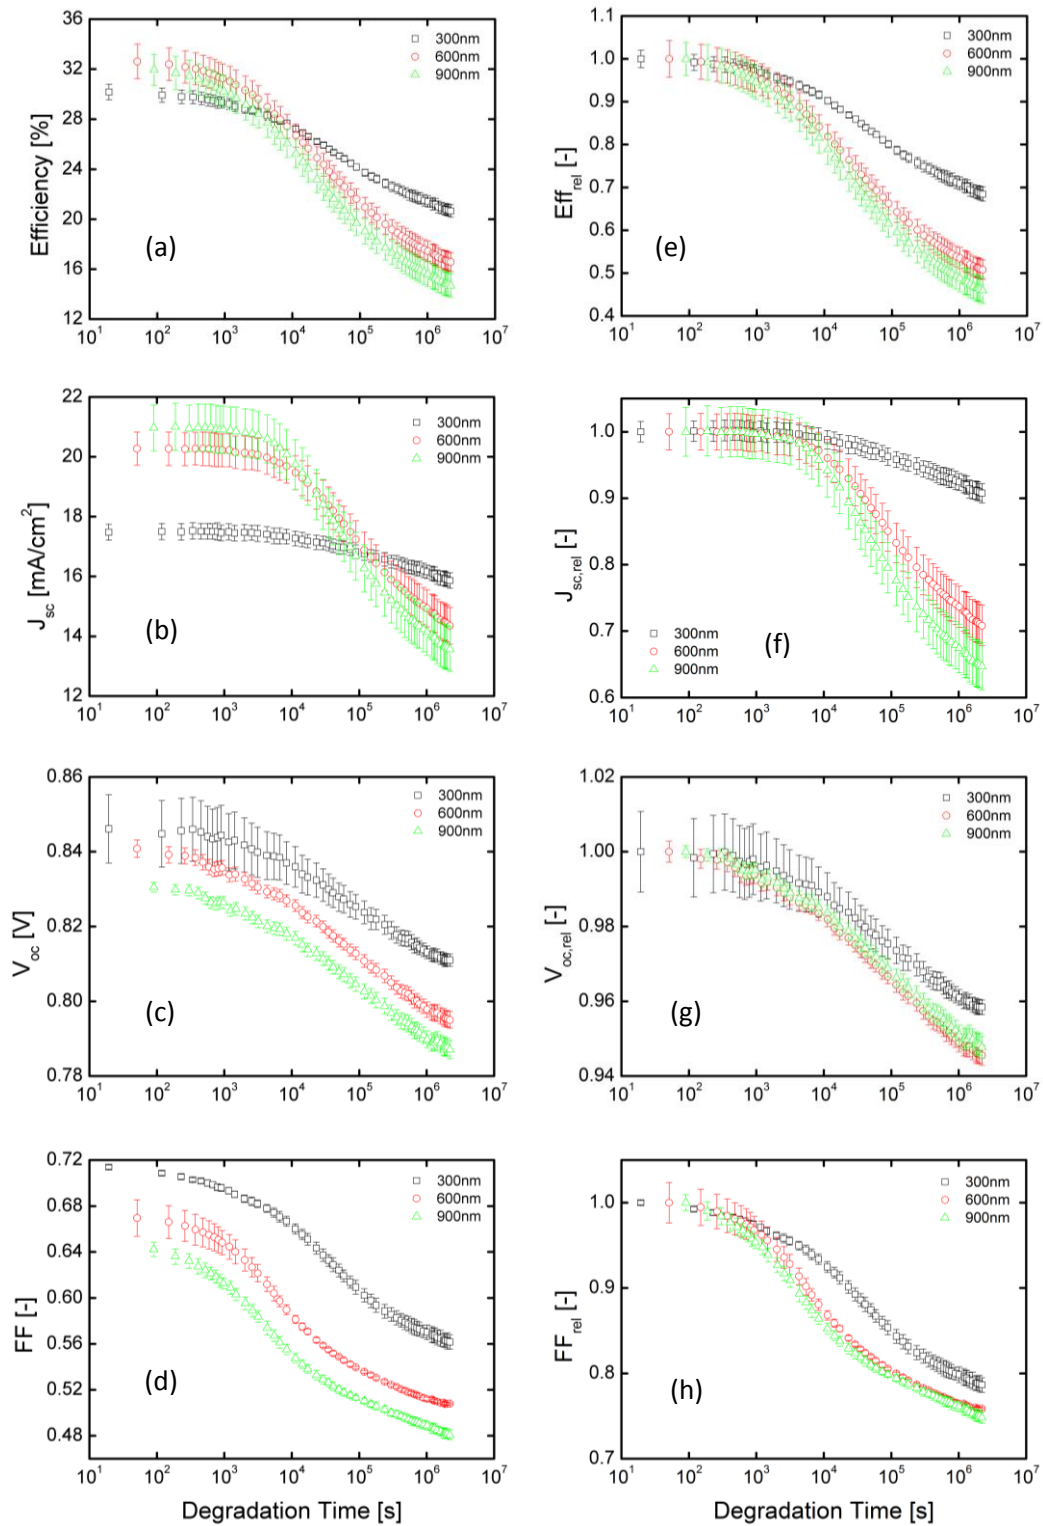 36
32
28
24
20
16
12
Efficiency [%]
300nm
600nm
900nm
(a)
10¹ 10² 10³ 10⁴ 10⁵ 10⁶ 10⁷
1.1
1.0
0.9
0.8
0.7
0.6
0.5
0.4
Eff_rel [-]
300nm
600nm
900nm
(e)
10¹ 10² 10³ 10⁴ 10⁵ 10⁶ 10⁷
22
20
18
16
14
12
J_sc [mA/cm²]
300nm
600nm
900nm
(b)
10¹ 10² 10³ 10⁴ 10⁵ 10⁶ 10⁷
1.0
0.9
0.8
0.7
0.6
J_sc,rel [-]
300nm
600nm
900nm
(f)
10¹ 10² 10³ 10⁴ 10⁵ 10⁶ 10⁷
0.86
0.84
0.82
0.80
0.78
V_oc [V]
300nm
600nm
900nm
(c)
10¹ 10² 10³ 10⁴ 10⁵ 10⁶ 10⁷
1.02
1.00
0.98
0.96
0.94
V_oc,rel [-]
300nm
600nm
900nm
(g)
10¹ 10² 10³ 10⁴ 10⁵ 10⁶ 10⁷
0.72
0.68
0.64
0.60
0.56
0.52
0.48
FF [-]
300nm
600nm
900nm
(d)
10¹ 10² 10³ 10⁴ 10⁵ 10⁶ 10⁷
Degradation Time [s]
1.0
0.9
0.8
0.7
FF_rel [-]
300nm
600nm
900nm
(h)
10¹ 10² 10³ 10⁴ 10⁵ 10⁶ 10⁷
Degradation Time [s]